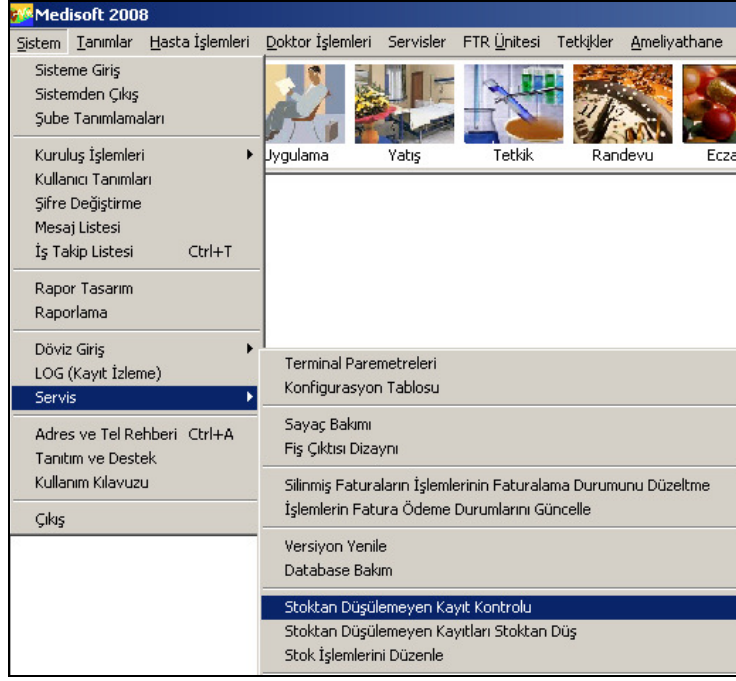 Medisoft 2008
Sistem Tanımlar Hasta İşlemleri Doktor İşlemleri Servisler FTR Ünitesi Tetkikler Ameliyathane
Uygulama Yatış Tetkik Randevu Ecza
Sisteme Giriş
Sistemden Çıkış
Şube Tanımlamaları
Kuruluş İşlemleri
Kullanıcı Tanımları
Şifre Değiştirme
Mesaj Listesi
İş Takip Listesi Ctrl+T
Rapor Tasarım
Raporlama
Döviz Giriş
LOG (Kayıt İzleme)
Servis
Adres ve Tel Rehberi Ctrl+A
Tanıtım ve Destek
Kullanım Kılavuzu
Çıkış
Terminal Paremetreleri
Konfigurasyon Tablosu
Sayaç Bakımı
Fiş Çıktısı Dizaynı
Silinmiş Faturaların İşlemlerinin Faturalama Durumunu Düzeltme
İşlemlerin Fatura Ödeme Durumlarını Güncelle
Versiyon Yenile
Database Bakım
Stoktan Düşülemeyen Kayıt Kontrolu
Stoktan Düşülemeyen Kayıtları Stoktan Düş
Stok İşlemlerini Düzenle